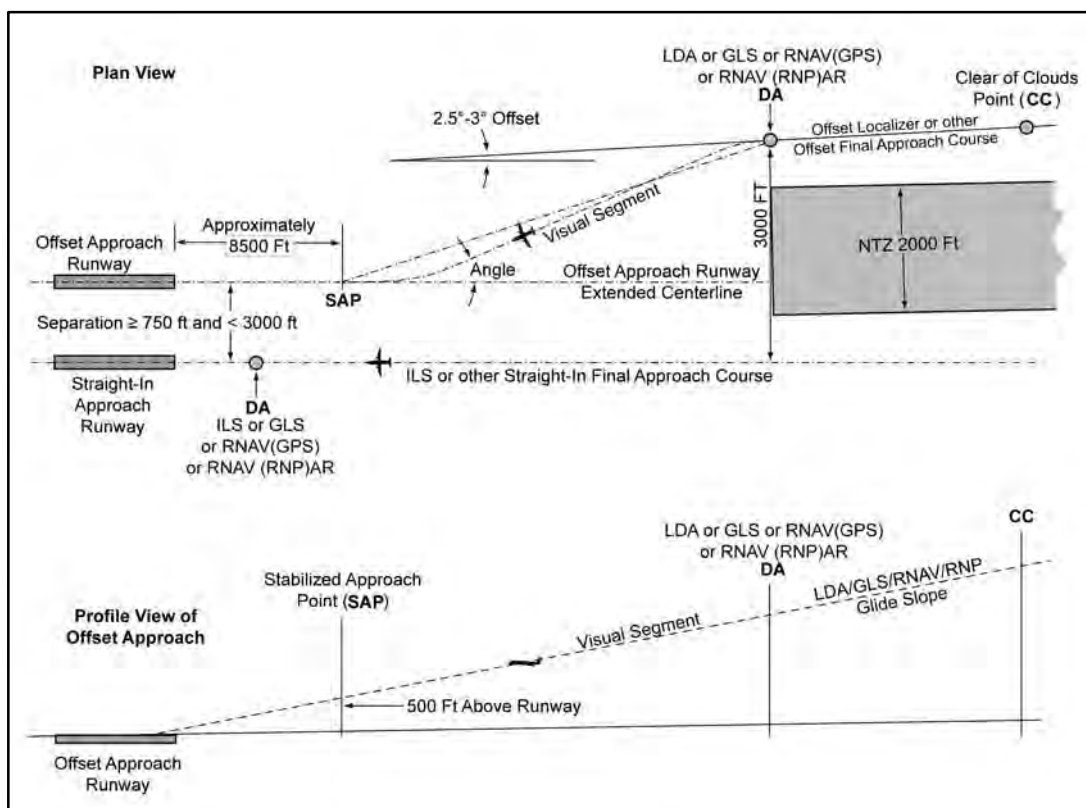 Plan View
LDA or GLS or RNAV(GPS)
or RNAV (RNP)AR
DA
Clear of Clouds
Point (CC )
2.5°-3° Offset
Offset Localizer or other
Offset Final Approach Course
Approximately
8500 Ft
Offset Approach
Runway
Visual Segment
3000 FT
NTZ 2000 Ft
Angle
SAP
Offset Approach Runway
Extended Centerline
Separation ≥ 750 ft and < 3000 ft
Straight-In
Approach
Runway
ILS or other Straight-In Final Approach Course
DA
ILS or GLS
or RNAV(GPS)
or RNAV (RNP)AR
LDA or GLS or RNAV(GPS)
or RNAV (RNP)AR
DA
CC
Stabilized Approach
Point (SAP)
LDA/GLS/RNAV/RNP
Glide Slope
Profile View of
Offset Approach
Visual Segment
500 Ft Above Runway
Offset Approach
Runway